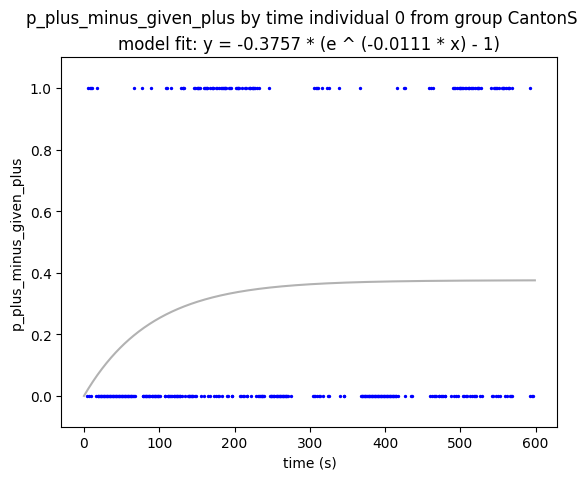 p_plus_minus_given_plus by time individual 0 from group CantonS
model fit: y = -0.3757 * (e ^ (-0.0111 * x) - 1)
1.0
0.8
0.6
0.4
0.2
0.0
p_plus_minus_given_plus
0 100 200 300 400 500 600
time (s)